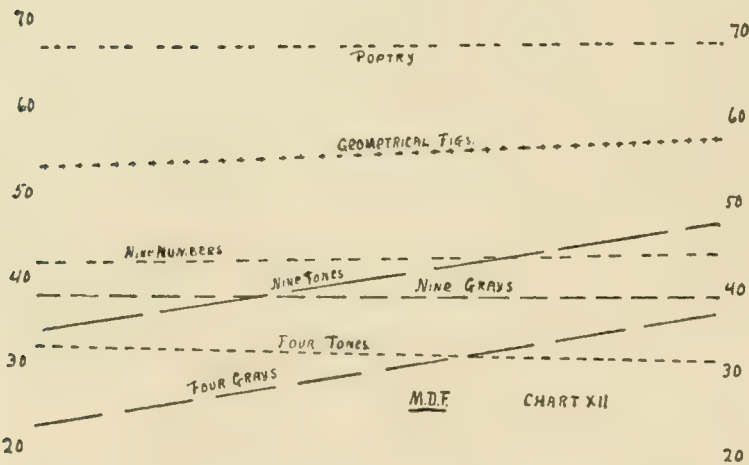 70 70
POETRY
60 60
GEOMETRICAL FIGS.
50 50
NINE NUMBERS
40 NINE TONES NINE GRAYS 40
30 FOUR TONES 30
FOUR GRAYS
M.D.F. CHART XII
20 20